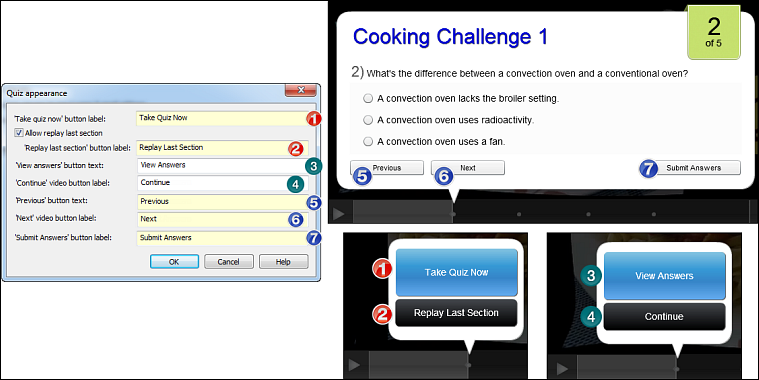 Quiz appearance
'Take quiz now' button label: Take Quiz Now 1
Allow replay last section
'Replay last section' button label: Replay Last Section 2
'View answers' button text: View Answers 3
'Continue' video button label: Continue 4
'Previous' button text: Previous 5
'Next' video button label: Next 6
'Submit Answers' button label: Submit Answers 7
OK Cancel Help
Cooking Challenge 1
2
of 5
2) What's the difference between a convection oven and a conventional oven?
A convection oven lacks the broiler setting.
A convection oven uses radioactivity.
A convection oven uses a fan.
5 Previous 6 Next 7 Submit Answers
1 Take Quiz Now
2 Replay Last Section
3 View Answers
4 Continue